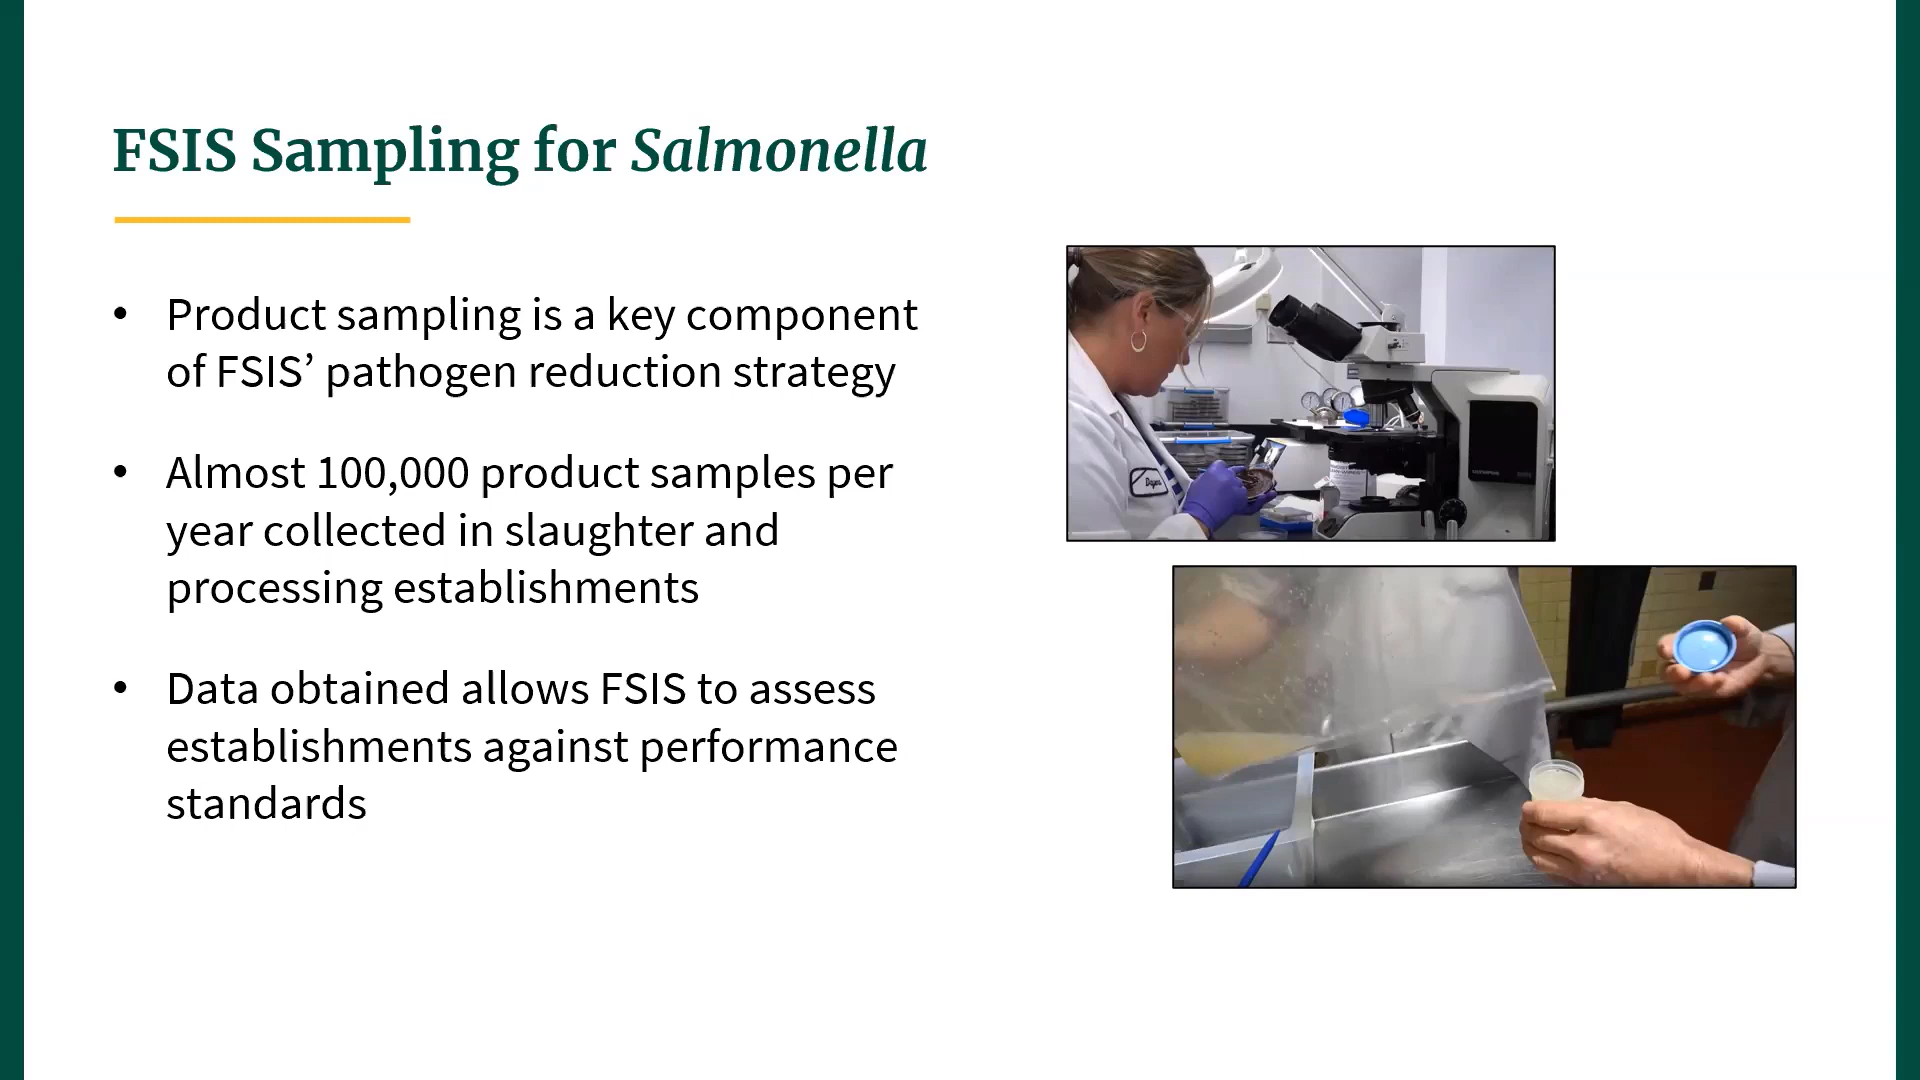 FSIS Sampling for Salmonella
• Product sampling is a key component
of FSIS’ pathogen reduction strategy
• Almost 100,000 product samples per
year collected in slaughter and
processing establishments
• Data obtained allows FSIS to assess
establishments against performance
standards